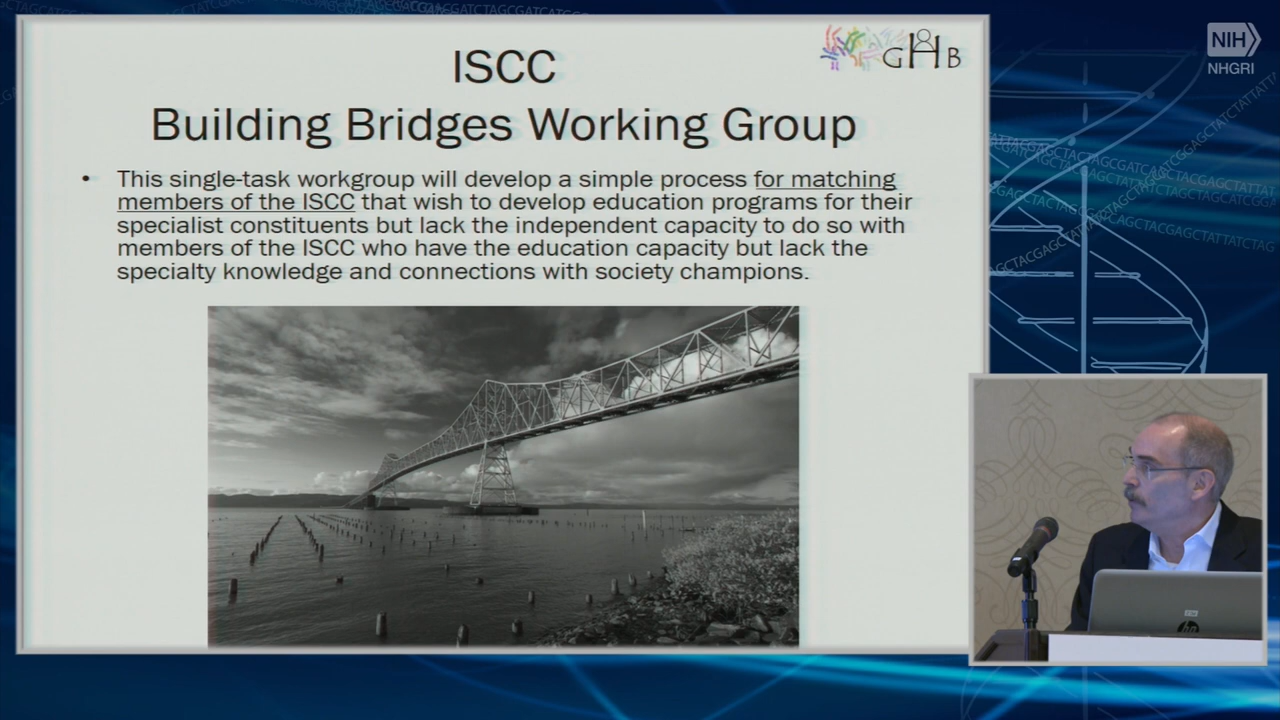 ISCC
Building Bridges Working Group
GHB
NIH
NHGRI
• This single-task workgroup will develop a simple process for matching
members of the ISCC that wish to develop education programs for their
specialist constituents but lack the independent capacity to do so with
members of the ISCC who have the education capacity but lack the
specialty knowledge and connections with society champions.
hp